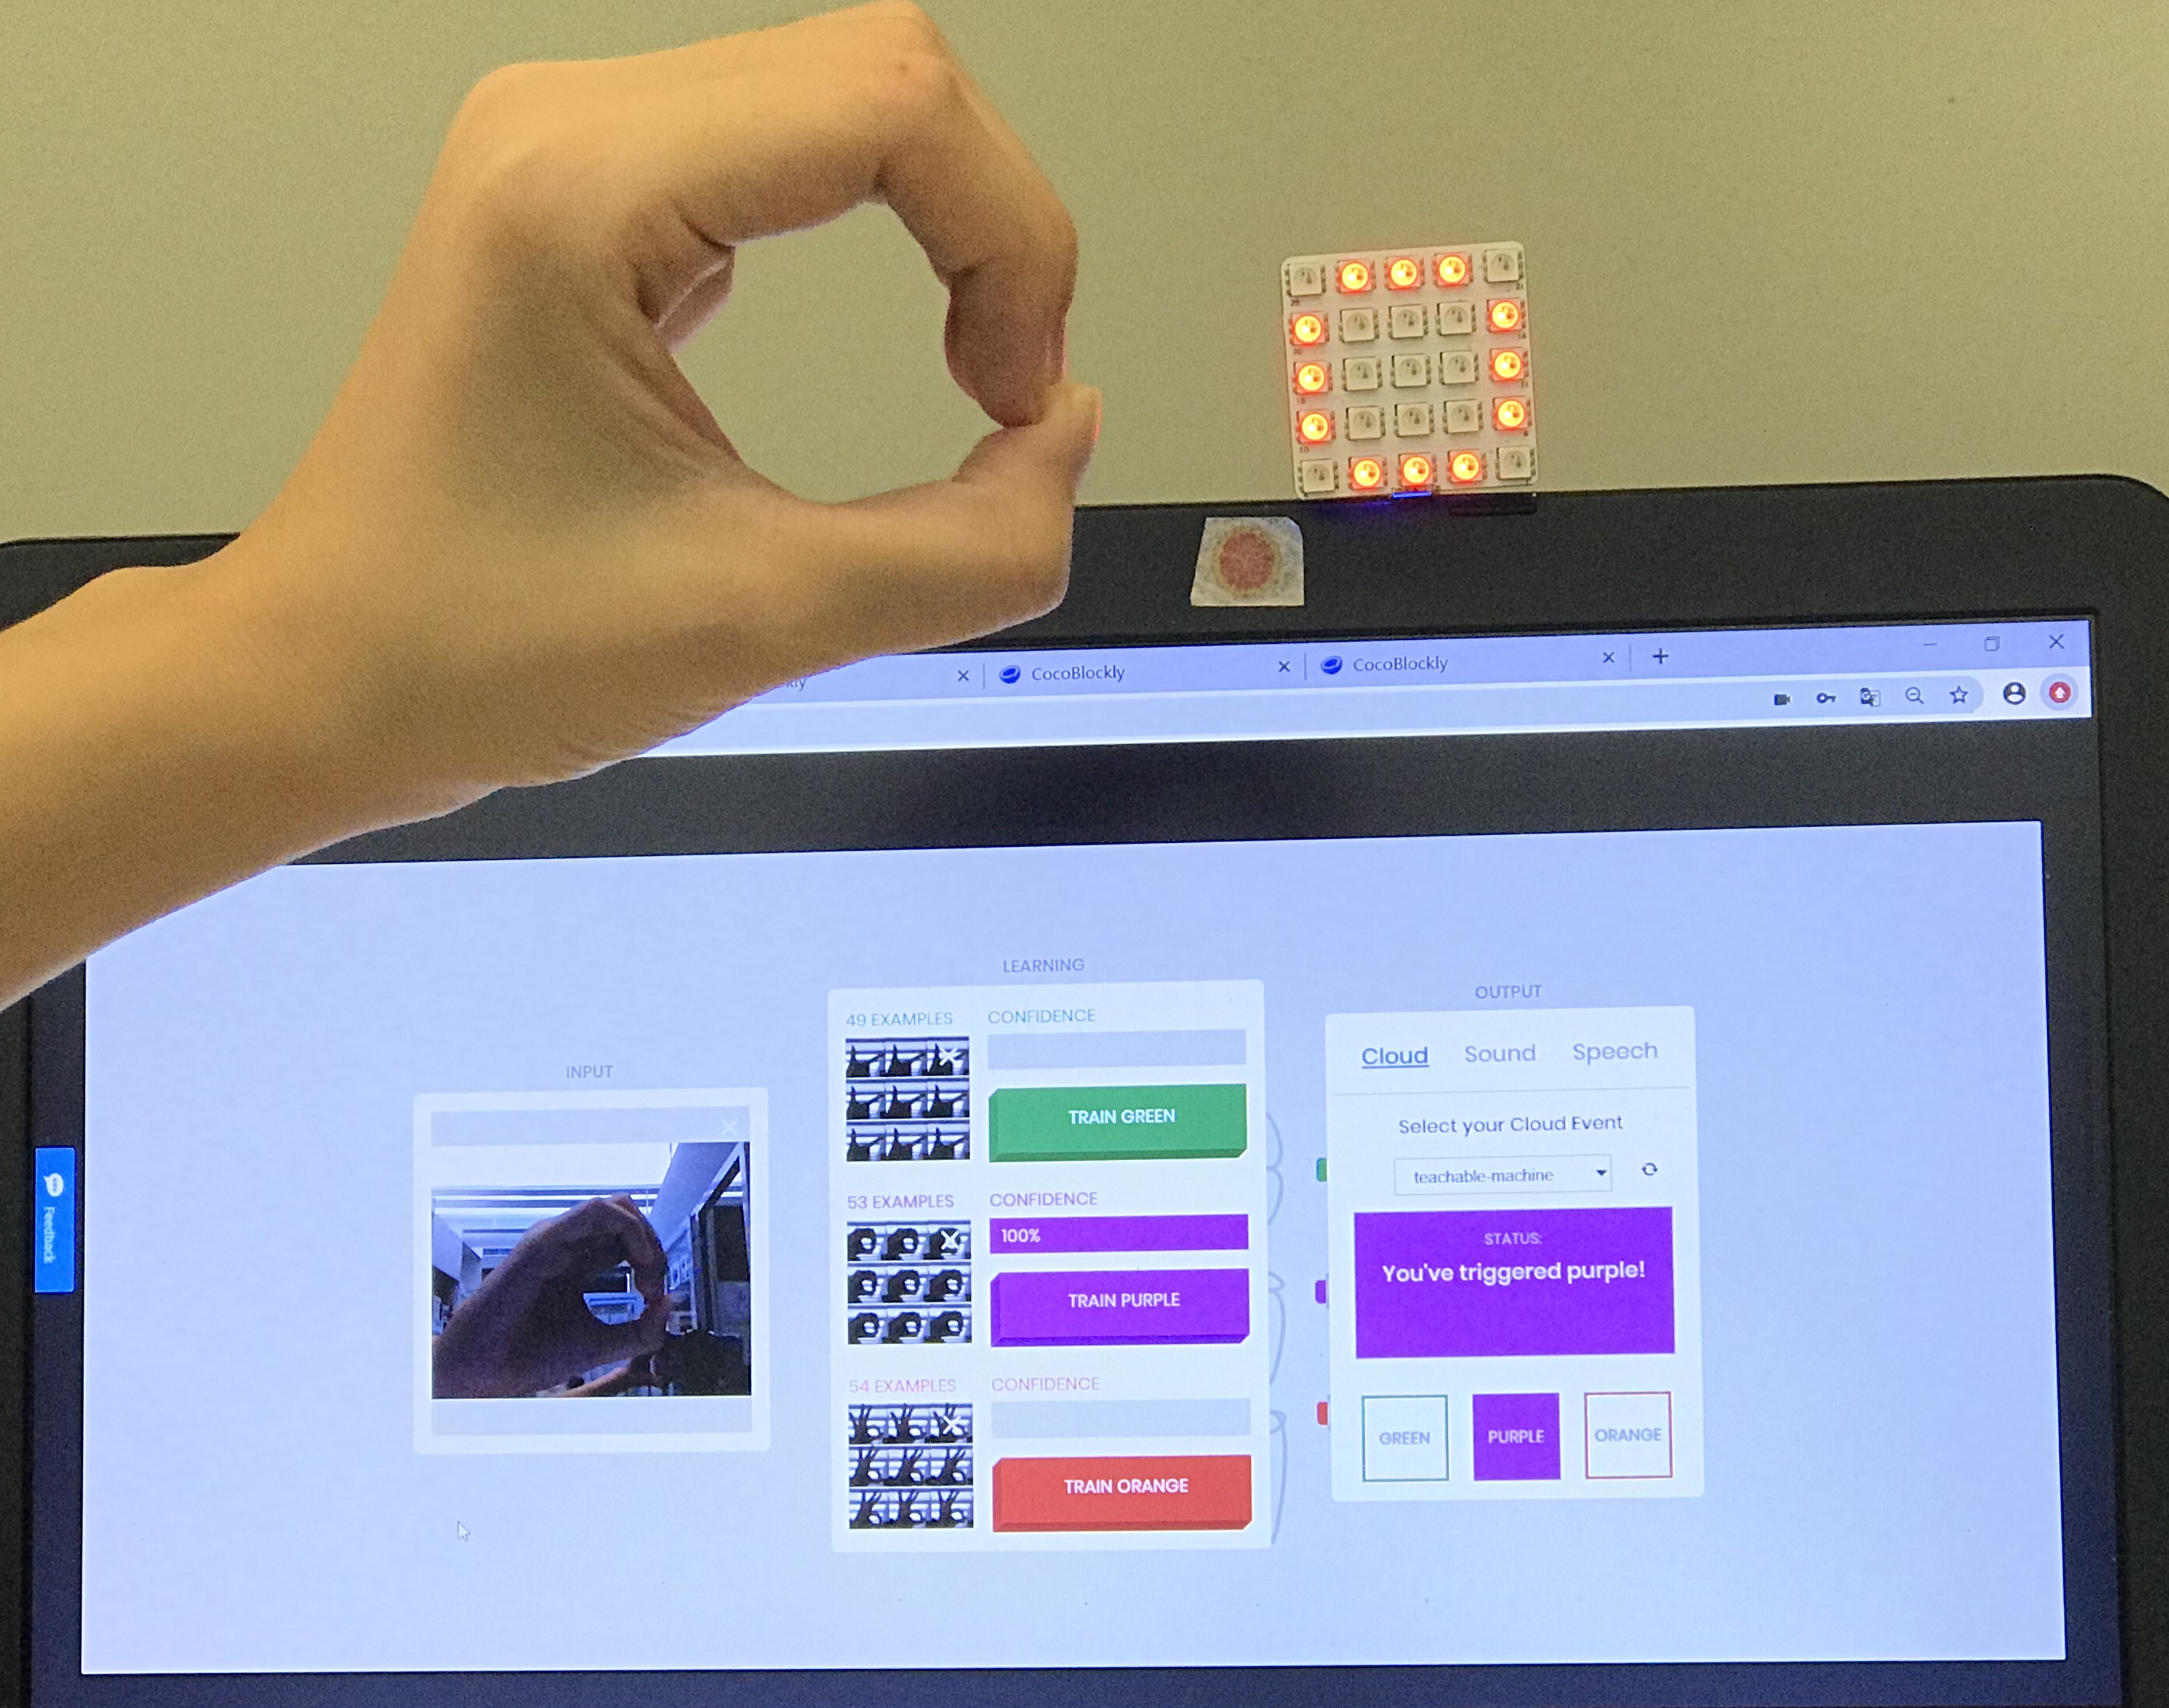 CocoBlockly
CocoBlockly
LEARNING
49 EXAMPLES CONFIDENCE
TRAIN GREEN
53 EXAMPLES CONFIDENCE
100%
TRAIN PURPLE
54 EXAMPLES CONFIDENCE
TRAIN ORANGE
INPUT
OUTPUT
Cloud Sound Speech
Select your Cloud Event
teachable-machine
STATUS:
You've triggered purple!
GREEN PURPLE ORANGE
Feedback